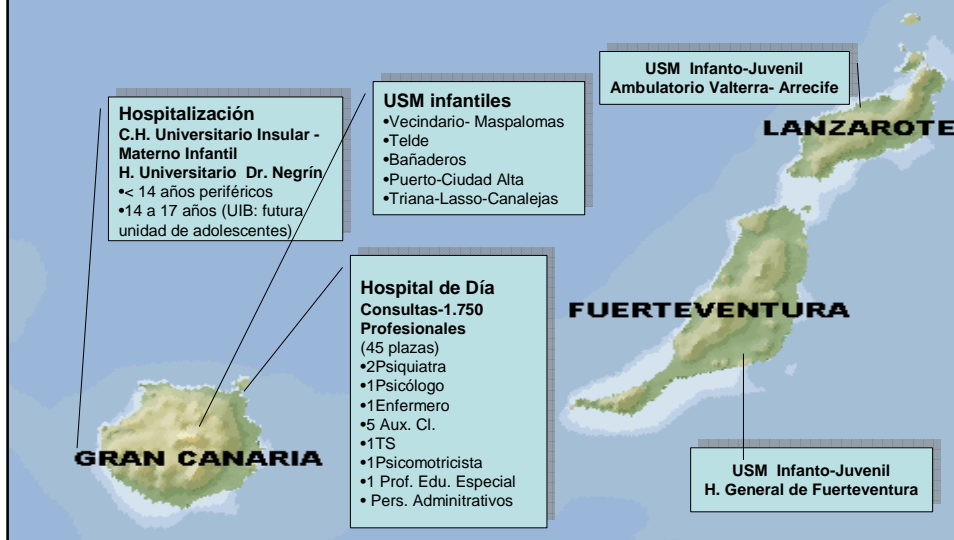 Hospitalización
C.H. Universitario Insular -
Materno Infantil
H. Universitario Dr. Negrín
•< 14 años periféricos
•14 a 17 años (UIB: futura
unidad de adolescentes)
USM infantiles
•Vecindario- Maspalomas
•Telde
•Bañaderos
•Puerto-Ciudad Alta
•Triana-Lasso-Canalejas
USM Infanto-Juvenil
Ambulatorio Valterra- Arrecife
LANZAROTE
Hospital de Día
Consultas-1.750
Profesionales
(45 plazas)
•2Psiquiatra
•1Psicólogo
•1Enfermero
•5 Aux. Cl.
•1TS
•1Psicomotricista
•1 Prof. Edu. Especial
• Pers. Adminitrativos
FUERTEVENTURA
GRAN CANARIA
USM Infanto-Juvenil
H. General de Fuerteventura